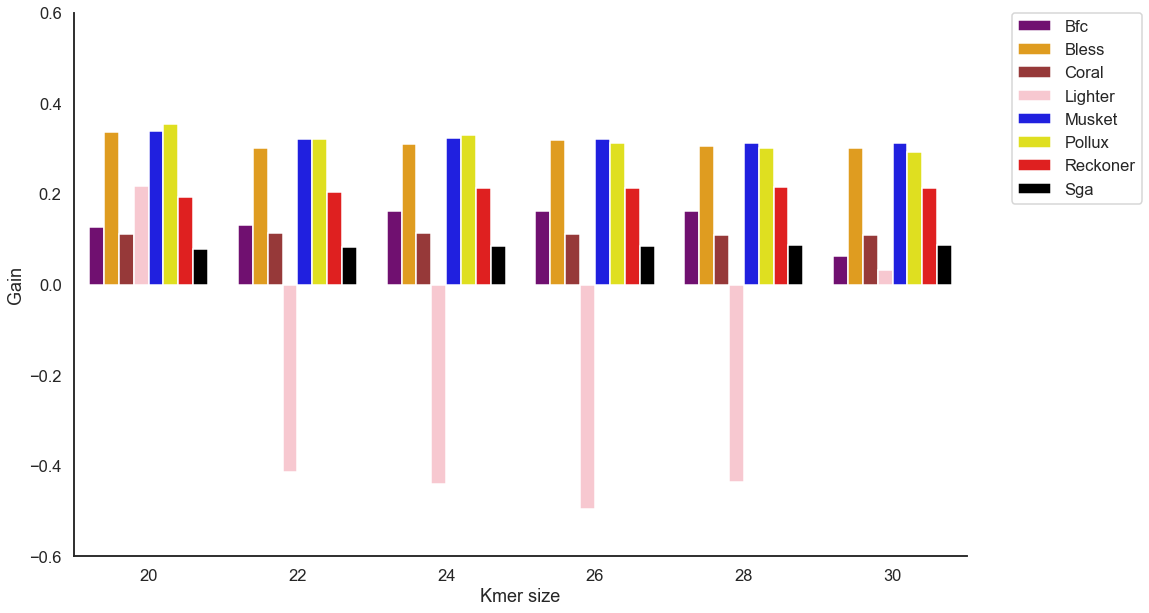 0.6
0.4
0.2
0.0
−0.2
−0.4
−0.6
Gain
20 22 24 26 28 30
Kmer size
Bfc
Bless
Coral
Lighter
Musket
Pollux
Reckoner
Sga